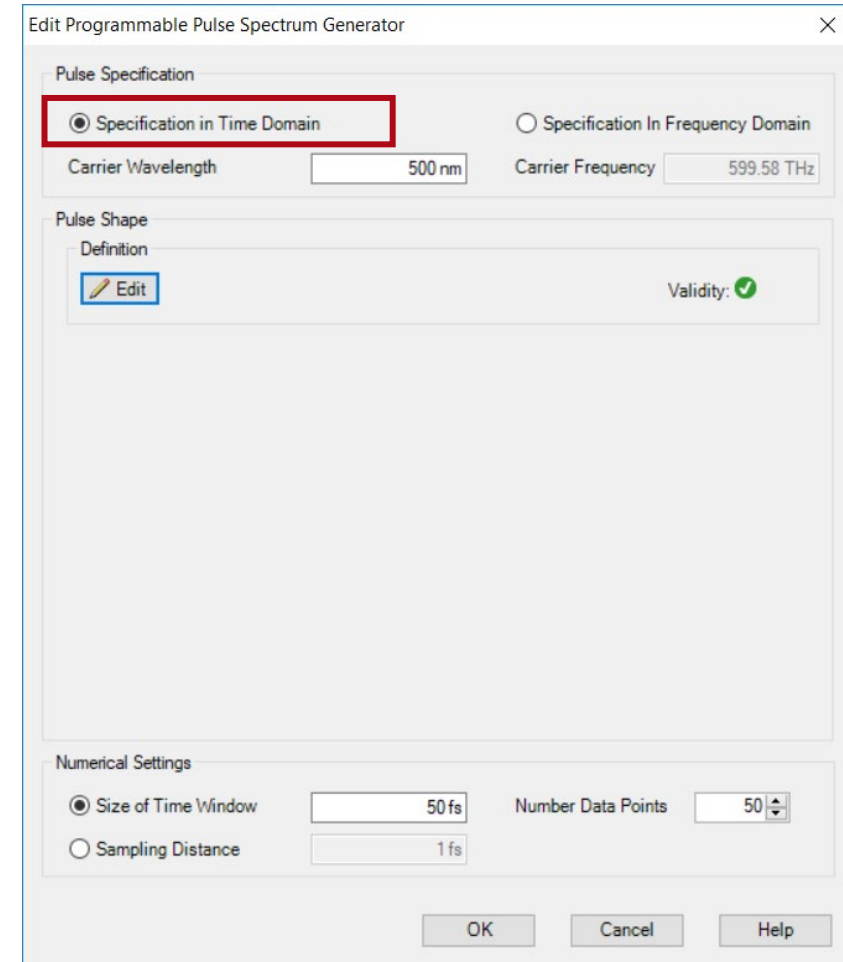 Edit Programmable Pulse Spectrum Generator
Pulse Specification
Specification in Time Domain Specification In Frequency Domain
Carrier Wavelength 500 nm Carrier Frequency 599.58 THz
Pulse Shape
Definition
Edit Validity:
Numerical Settings
Size of Time Window 50 fs Number Data Points 50
Sampling Distance 1 fs
OK Cancel Help